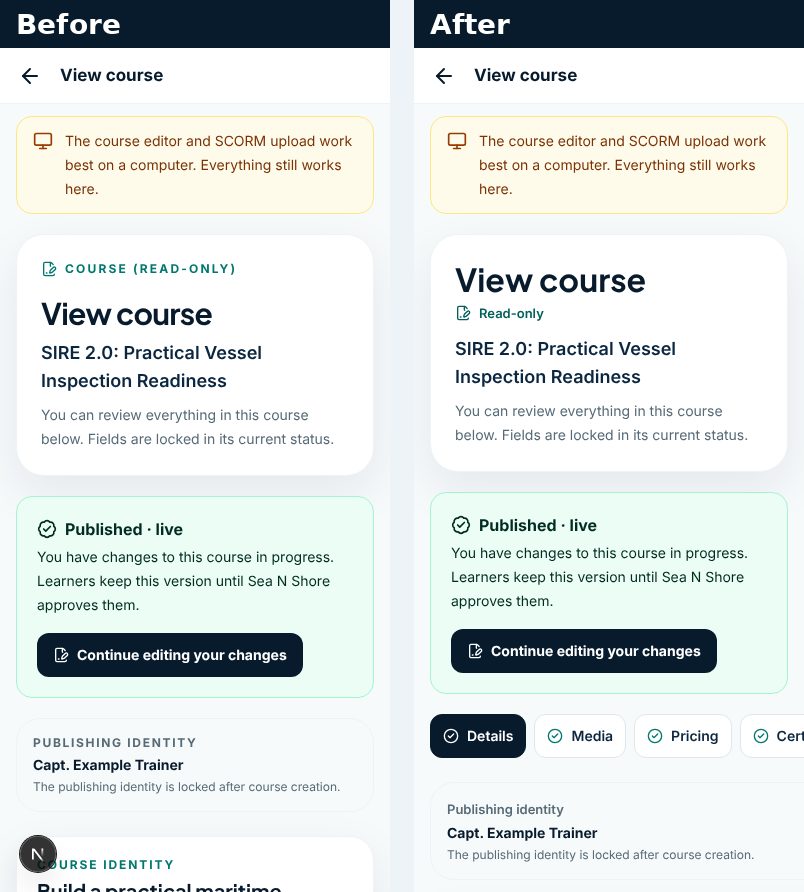 Before
View course
The course editor and SCORM upload work
best on a computer. Everything still works
here.
COURSE (READ-ONLY)
View course
SIRE 2.0: Practical Vessel
Inspection Readiness
You can review everything in this course
below. Fields are locked in its current status.
Published · live
You have changes to this course in progress.
Learners keep this version until Sea N Shore
approves them.
Continue editing your changes
PUBLISHING IDENTITY
Capt. Example Trainer
The publishing identity is locked after course creation.
N
COURSE IDENTITY
Build a practical maritime
After
View course
The course editor and SCORM upload work
best on a computer. Everything still works
here.
View course
Read-only
SIRE 2.0: Practical Vessel
Inspection Readiness
You can review everything in this course
below. Fields are locked in its current status.
Published · live
You have changes to this course in progress.
Learners keep this version until Sea N Shore
approves them.
Continue editing your changes
Details
Media
Pricing
Cert
Publishing identity
Capt. Example Trainer
The publishing identity is locked after course creation.